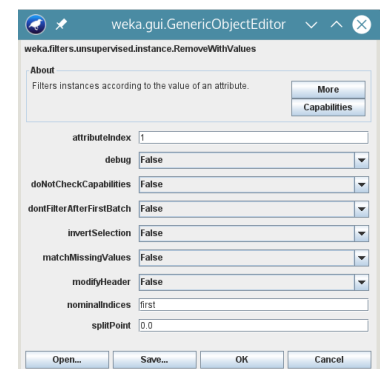 weka.gui.GenericObjectEditor
weka.filters.unsupervised.instance.RemoveWithValues
About
Filters instances according to the value of an attribute.
More
Capabilities
attributeIndex 1
debug False
doNotCheckCapabilities False
dontFilterAfterFirstBatch False
invertSelection False
matchMissingValues False
modifyHeader False
nominalIndices first
splitPoint 0.0
Open... Save... OK Cancel